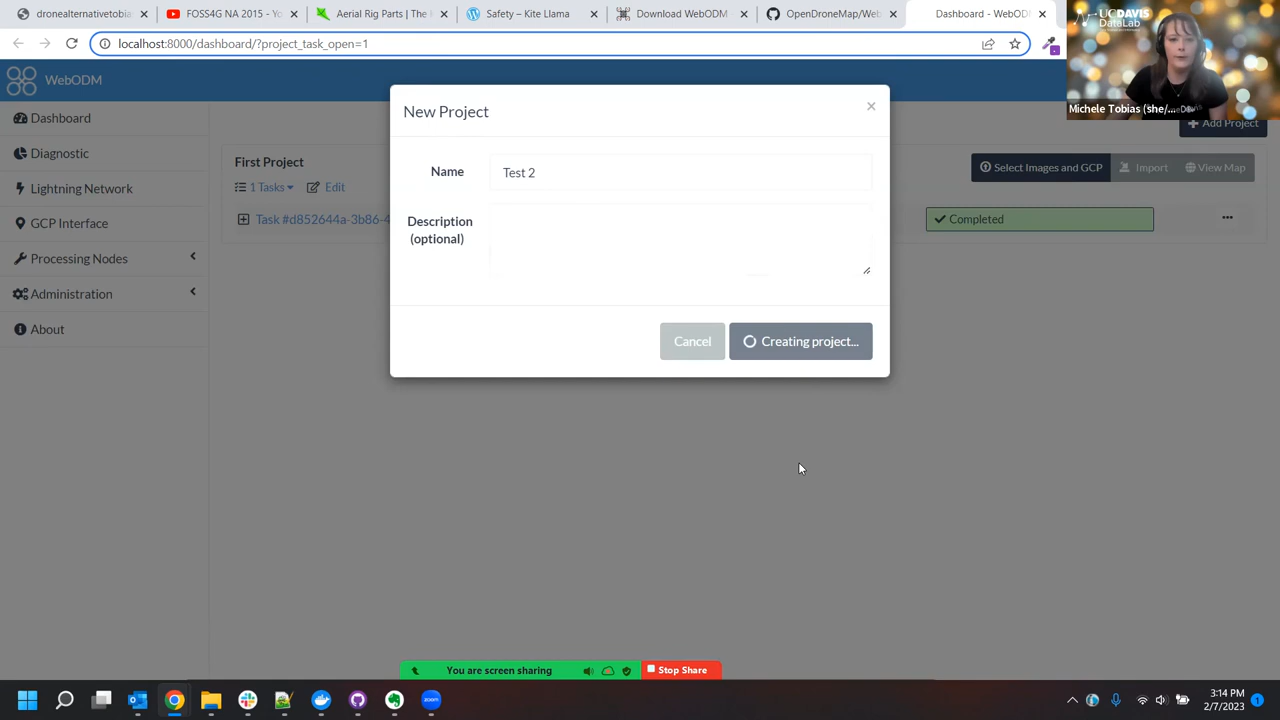 dronealternativetobia
FOSS4G NA 2015 - Yo
Aerial Rig Parts | The k
Safety – Kite Llama
Download WebODM
OpenDroneMap/WebO
Dashboard - WebODM
localhost:8000/dashboard/?project_task_open=1
UCDAVIS
DataLab
Michele Tobias (she/...
WebODM
Dashboard
Diagnostic
Lightning Network
GCP Interface
Processing Nodes
Administration
About
Add Project
First Project
Select Images and GCP
Import
View Map
1 Tasks
Edit
Task #d852644a-3b86-4
Completed
New Project
×
Name
Test 2
Description
(optional)
Cancel
Creating project...
You are screen sharing
Stop Share
zoom
3:14 PM
2/7/2023